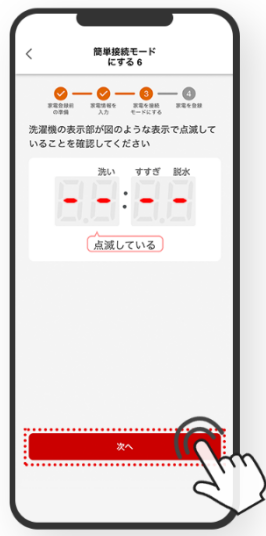 簡単接続モード
にする 6
3
4
家電登録前
の準備
家電情報を
入力
家電を接続
モードにする
家電を登録
洗濯機の表示部が図のような表示で点滅して
いることを確認してください
洗い すすぎ 脱水
- - : - -
点滅している
次へ